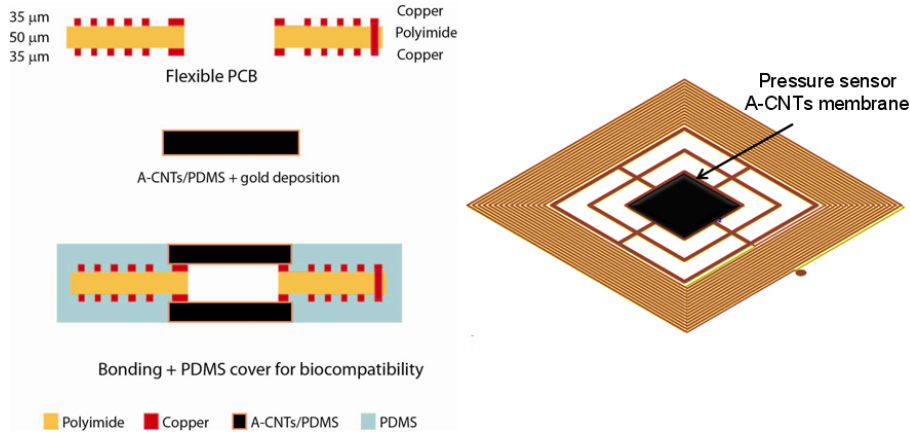 35 μm
50 μm
35 μm
Copper
Polyimide
Copper
Flexible PCB
A-CNTs/PDMS + gold deposition
Bonding + PDMS cover for biocompatibility
Polyimide Copper A-CNTs/PDMS PDMS
Pressure sensor
A-CNTs membrane